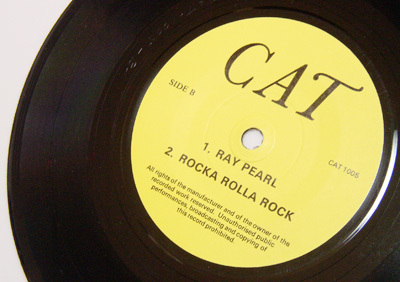 CAT
SIDE B
CAT 1005
1. RAY PEARL
2. ROCKA ROLLA ROCK
All rights of the manufacturer and of the owner of the
recorded work reserved. Unauthorised public
performances, broadcasting and copying of
this record prohibited.